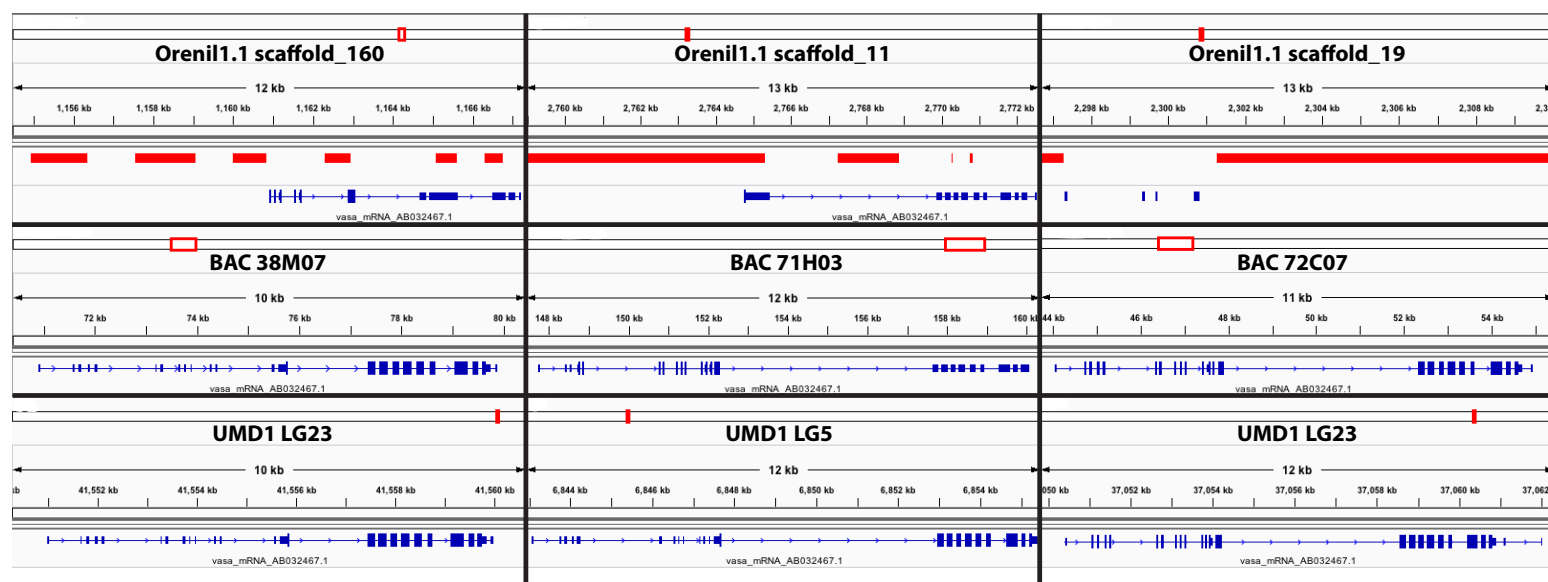 Orenil1.1 scaffold_160
12 kb
1,156 kb 1,158 kb 1,160 kb 1,162 kb 1,164 kb 1,166 kb
vasa_mRNA_AB032467.1
Orenil1.1 scaffold_11
13 kb
2,760 kb 2,762 kb 2,764 kb 2,766 kb 2,768 kb 2,770 kb 2,772 kb
vasa_mRNA_AB032467.1
Orenil1.1 scaffold_19
13 kb
2,298 kb 2,300 kb 2,302 kb 2,304 kb 2,306 kb 2,308 kb 2,3
BAC 38M07
10 kb
72 kb 74 kb 76 kb 78 kb 80 kb
vasa_mRNA_AB032467.1
BAC 71H03
12 kb
148 kb 150 kb 152 kb 154 kb 156 kb 158 kb 160 kb
vasa_mRNA_AB032467.1
BAC 72C07
11 kb
44 kb 46 kb 48 kb 50 kb 52 kb 54 kb
vasa_mRNA_AB032467.1
UMD1 LG23
10 kb
kb 41,552 kb 41,554 kb 41,556 kb 41,558 kb 41,560 kb
vasa_mRNA_AB032467.1
UMD1 LG5
12 kb
6,844 kb 6,846 kb 6,848 kb 6,850 kb 6,852 kb 6,854 kb
vasa_mRNA_AB032467.1
UMD1 LG23
12 kb
050 kb 37,052 kb 37,054 kb 37,056 kb 37,058 kb 37,060 kb 37,062
vasa_mRNA_AB032467.1